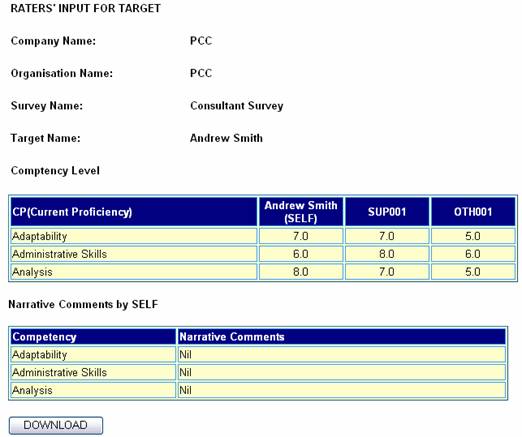 RATERS' INPUT FOR TARGET
Company Name: PCC
Organisation Name: PCC
Survey Name: Consultant Survey
Target Name: Andrew Smith
Comptency Level
CP(Current Proficiency) Andrew Smith (SELF) SUP001 OTH001
Adaptability 7.0 7.0 5.0
Administrative Skills 6.0 8.0 6.0
Analysis 8.0 7.0 5.0
Narrative Comments by SELF
Competency Narrative Comments
Adaptability Nil
Administrative Skills Nil
Analysis Nil
DOWNLOAD